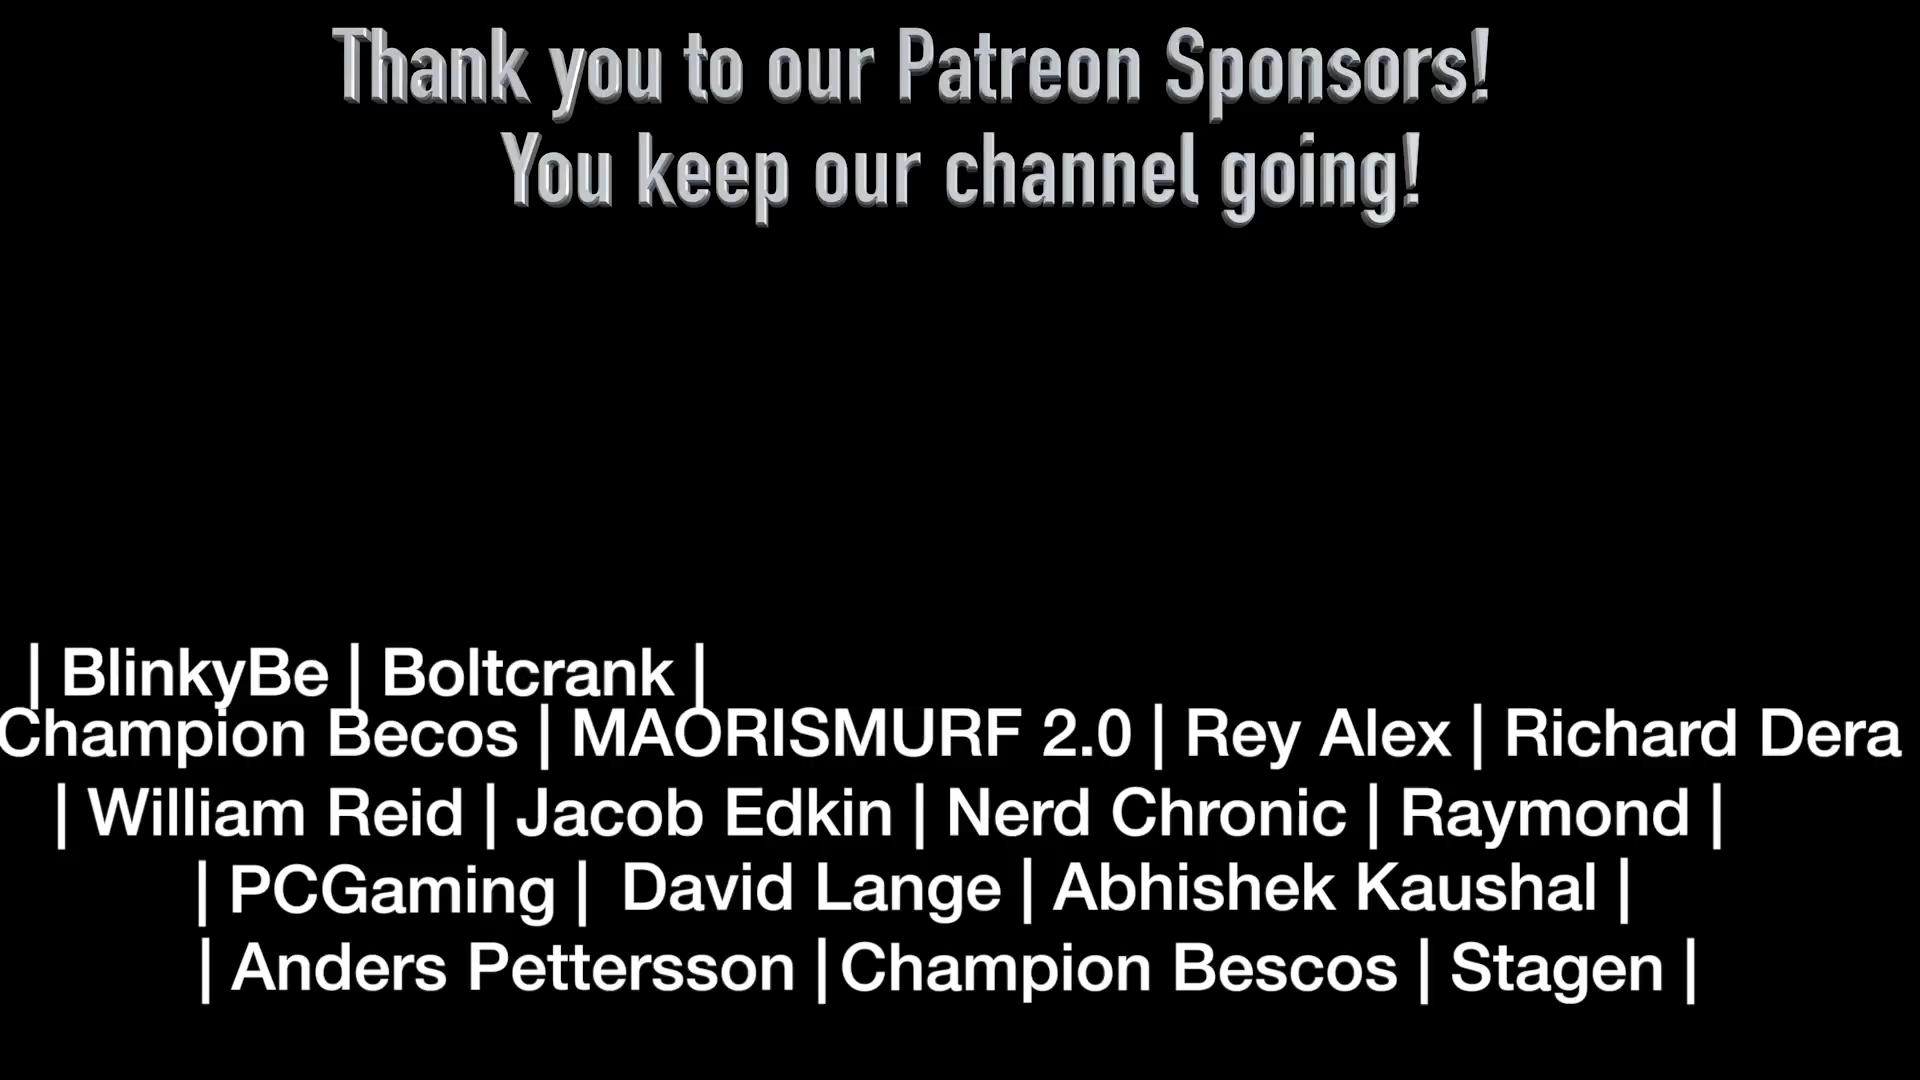 Thank you to our Patreon Sponsors!
You keep our channel going!
| BlinkyBe | Boltcrank |
Champion Becos | MAORISMURF 2.0 | Rey Alex | Richard Dera
| William Reid | Jacob Edkin | Nerd Chronic | Raymond |
| PCGaming | David Lange | Abhishek Kaushal |
| Anders Pettersson | Champion Bescos | Stagen |